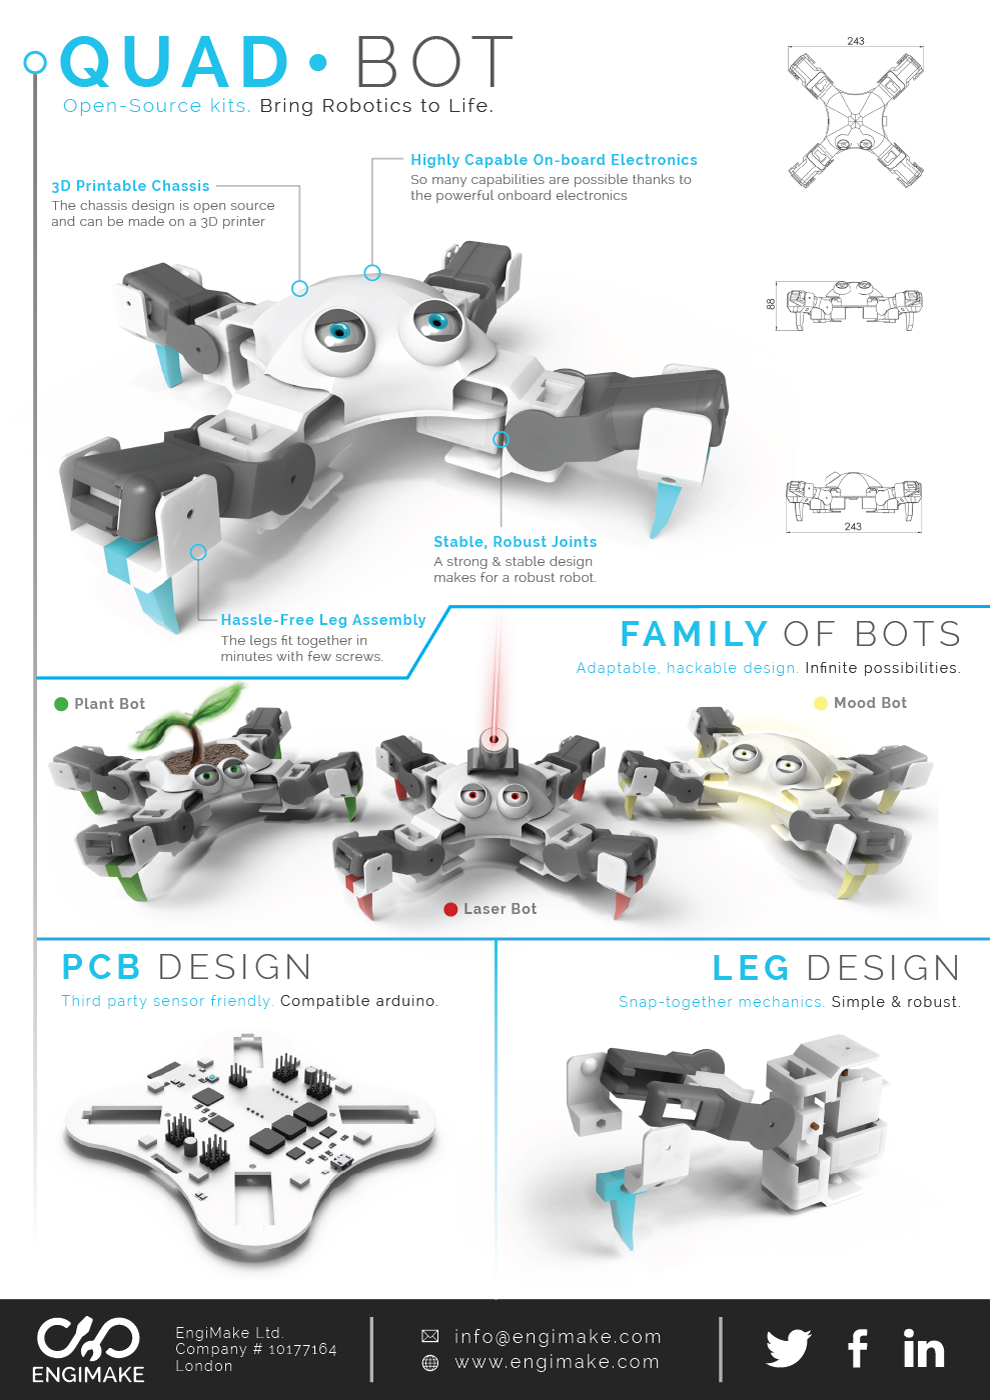 QUAD • BOT
Open-Source kits. Bring Robotics to Life.
243
Highly Capable On-board Electronics
So many capabilities are possible thanks to
the powerful onboard electronics
3D Printable Chassis
The chassis design is open source
and can be made on a 3D printer
88
243
Stable, Robust Joints
A strong & stable design
makes for a robust robot.
Hassle-Free Leg Assembly
The legs fit together in
minutes with few screws.
FAMILY OF BOTS
Adaptable, hackable design. Infinite possibilities.
Plant Bot
Mood Bot
Laser Bot
PCB DESIGN
Third party sensor friendly. Compatible arduino.
LEG DESIGN
Snap-together mechanics. Simple & robust.
ENGIMAKE
EngiMake Ltd.
Company # 10177164
London
info@engimake.com
www.engimake.com